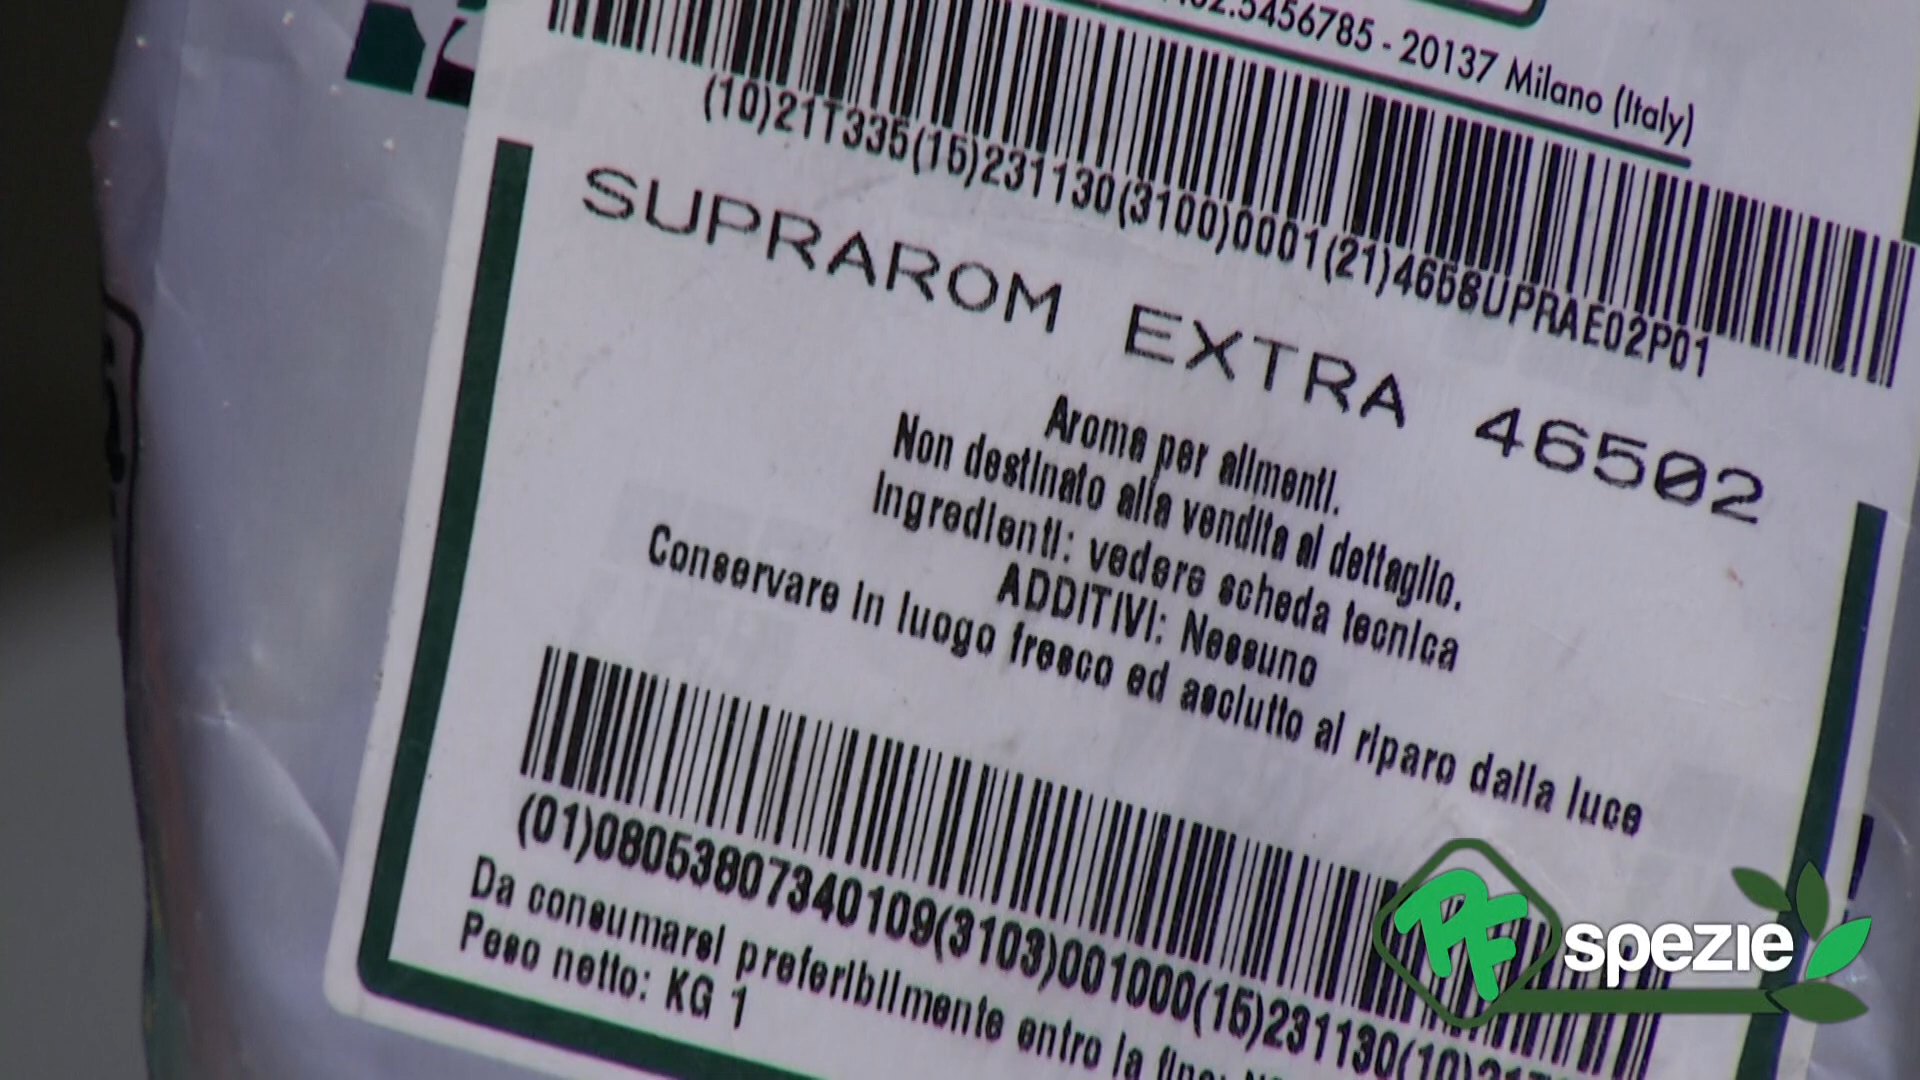 .5456785 - 20137 Milano (Italy)
(10)21T335(15)231130(3100)0001(21)4658UPRAE02P01
SUPRAROM EXTRA 46502
Aroma per alimenti.
Non destinato alla vendita al dettaglio.
Ingredienti: vedere scheda tecnica
ADDITIVI: Nessuno
Conservare in luogo fresco ed asciutto al riparo dalla luce
(01)08053807340109(3103)001000(15)231130(10)
Da consumarsi preferibilmente entro la fine:
Peso netto: KG 1
PF spezie